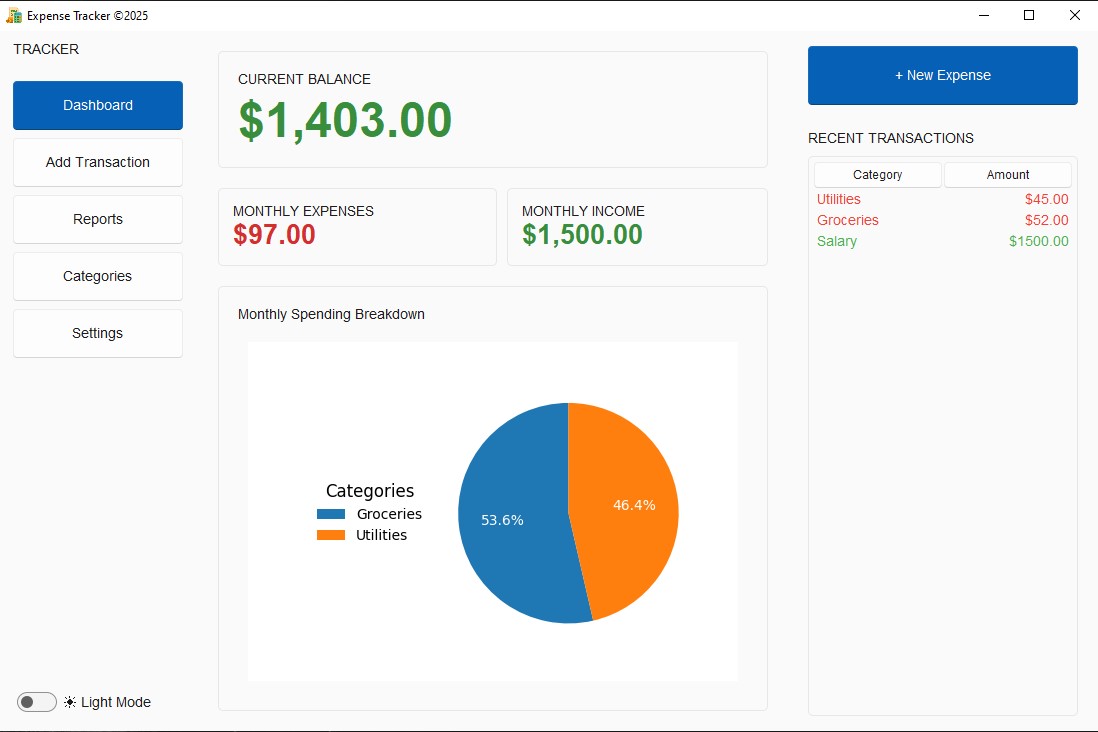 Expense Tracker ©2025
TRACKER
Dashboard
Add Transaction
Reports
Categories
Settings
Light Mode
CURRENT BALANCE
$1,403.00
MONTHLY EXPENSES
$97.00
MONTHLY INCOME
$1,500.00
Monthly Spending Breakdown
Categories
Groceries
Utilities
53.6%
46.4%
+ New Expense
RECENT TRANSACTIONS
Category Amount
Utilities $45.00
Groceries $52.00
Salary $1500.00